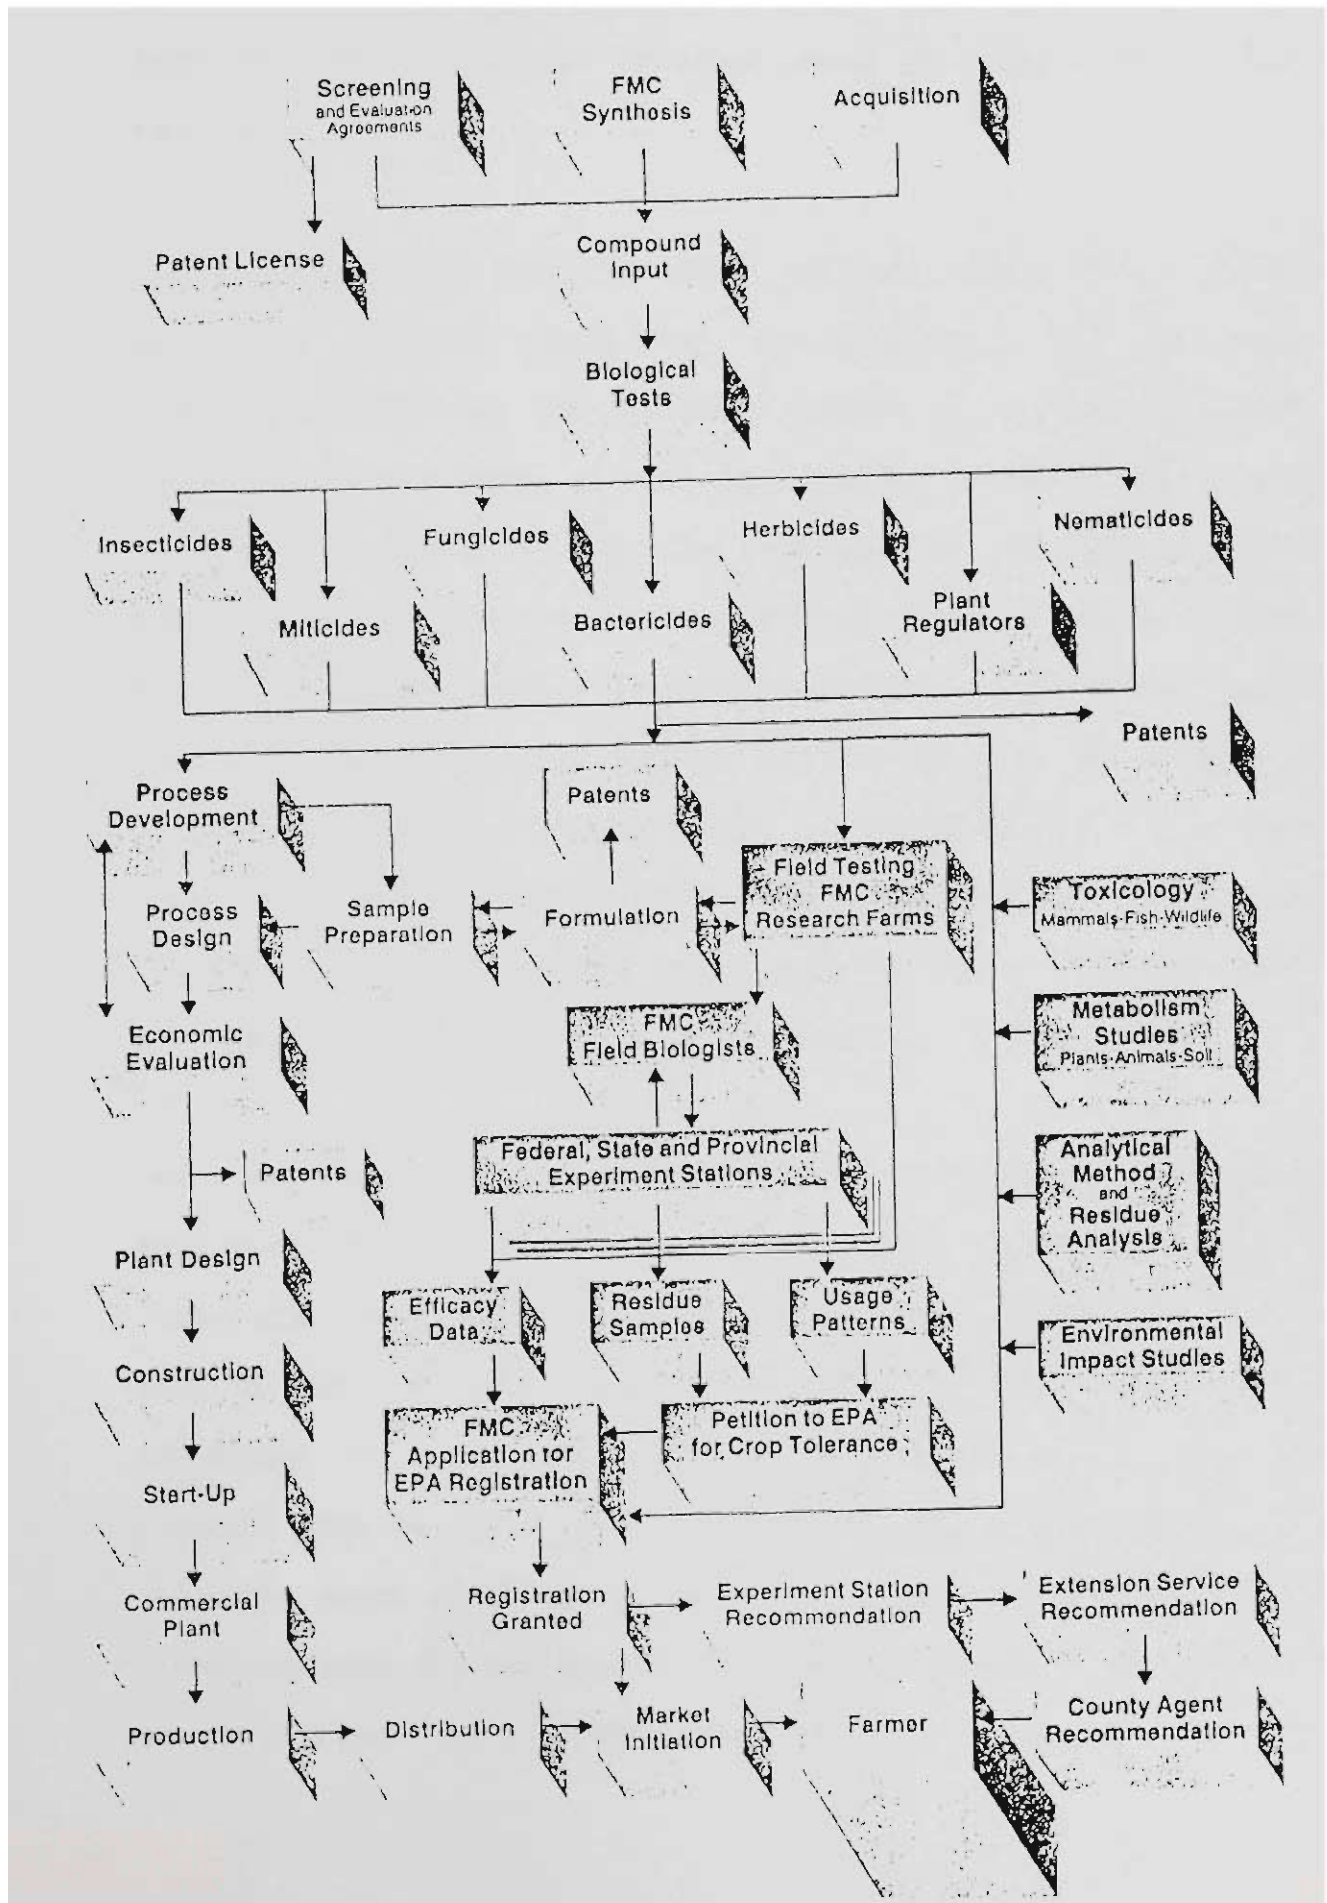 Screening
and Evaluation
Agreements
FMC
Synthesis
Acquisition
Patent License
Compound
Input
Biological
Tests
Insecticides
Fungicides
Herbicides
Nematicides
Miticides
Bactericides
Plant
Regulators
Patents
Process
Development
Patents
Field Testing
FMC
Research Farms
Toxicology
Mammals-Fish-Wildlife
Process
Design
Sample
Preparation
Formulation
Economic
Evaluation
FMC
Field Biologists
Metabolism
Studies
Plants-Animals-Soil
Patents
Federal, State and Provincial
Experiment Stations
Analytical
Method
and
Residue
Analysis
Plant Design
Efficacy
Data
Residue
Samples
Usage
Patterns
Environmental
Impact Studies
Construction
FMC
Application for
EPA Registration
Petition to EPA
for Crop Tolerance
Start-Up
Commercial
Plant
Registration
Granted
Experiment Station
Recommendation
Extension Service
Recommendation
Production
Distribution
Market
Initiation
Farmer
County Agent
Recommendation